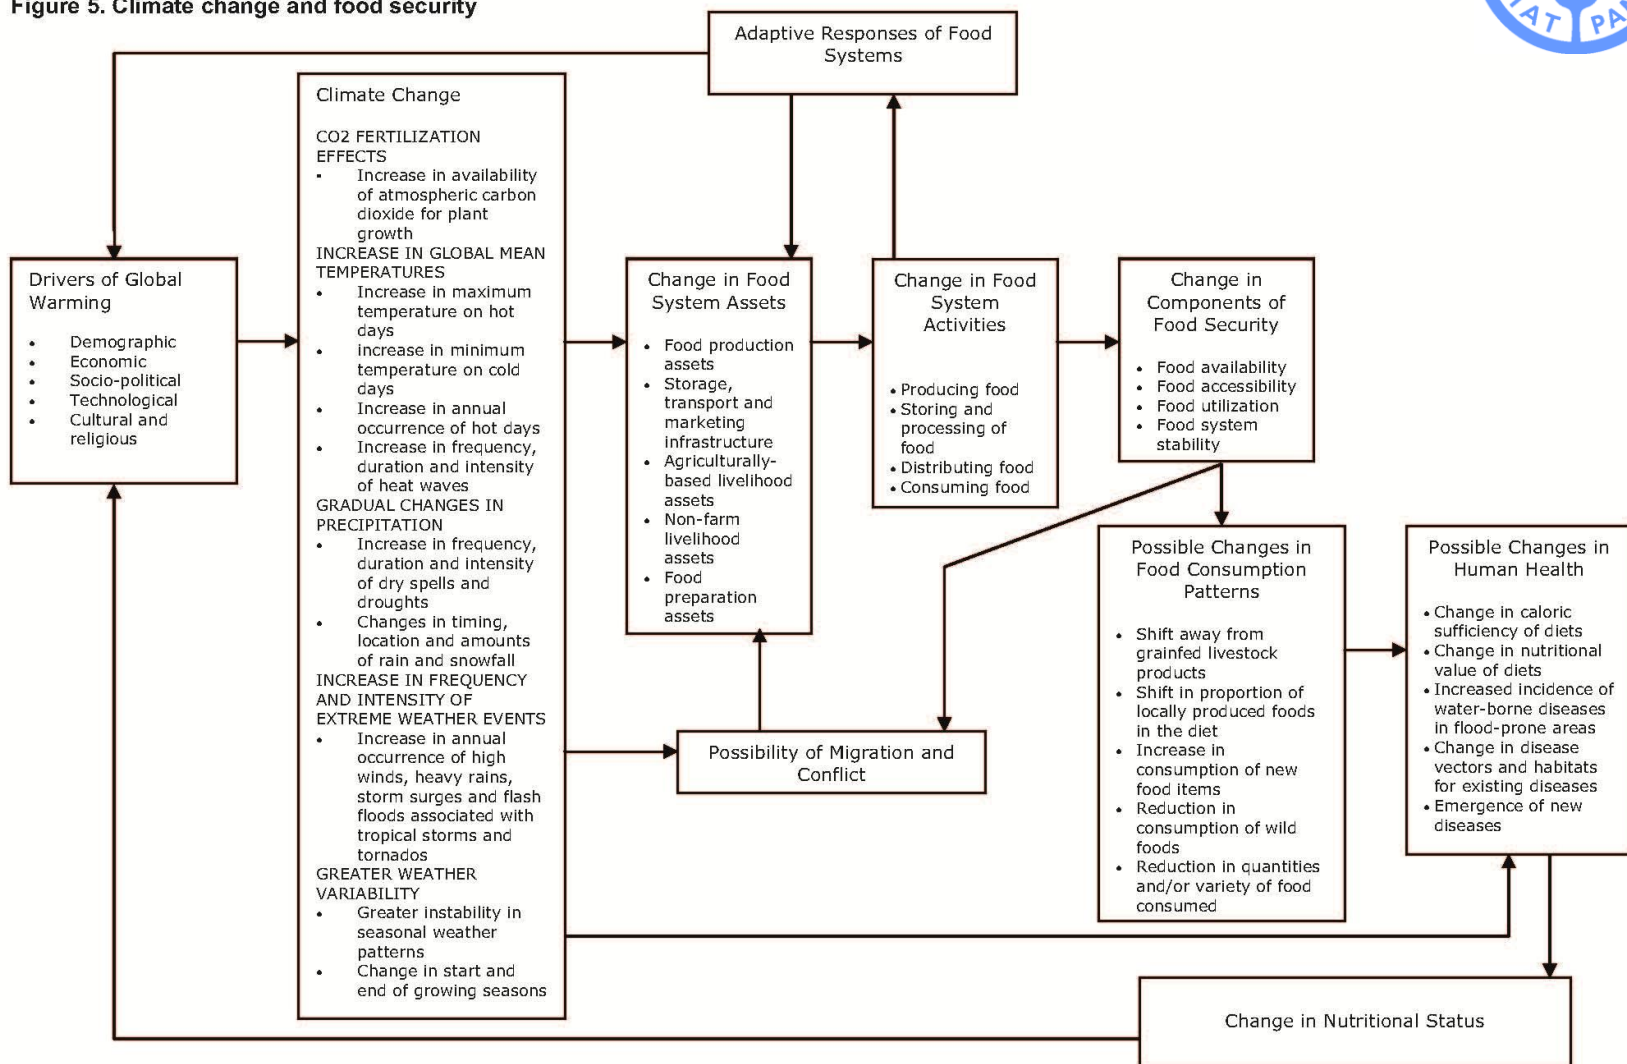 Figure 5. Climate change and food security
IAT PA
Adaptive Responses of Food
Systems
Drivers of Global
Warming
• Demographic
• Economic
• Socio-political
• Technological
• Cultural and
religious
Climate Change
CO2 FERTILIZATION
EFFECTS
• Increase in availability
of atmospheric carbon
dioxide for plant
growth
INCREASE IN GLOBAL MEAN
TEMPERATURES
• Increase in maximum
temperature on hot
days
• increase in minimum
temperature on cold
days
• Increase in annual
occurrence of hot days
• Increase in frequency,
duration and intensity
of heat waves
GRADUAL CHANGES IN
PRECIPITATION
• Increase in frequency,
duration and intensity
of dry spells and
droughts
• Changes in timing,
location and amounts
of rain and snowfall
INCREASE IN FREQUENCY
AND INTENSITY OF
EXTREME WEATHER EVENTS
• Increase in annual
occurrence of high
winds, heavy rains,
storm surges and flash
floods associated with
tropical storms and
tornados
GREATER WEATHER
VARIABILITY
• Greater instability in
seasonal weather
patterns
• Change in start and
end of growing seasons
Change in Food
System Assets
• Food production
assets
• Storage,
transport and
marketing
infrastructure
• Agriculturally-
based livelihood
assets
• Non-farm
livelihood
assets
• Food
preparation
assets
Change in Food
System
Activities
• Producing food
• Storing and
processing of
food
• Distributing food
• Consuming food
Change in
Components of
Food Security
• Food availability
• Food accessibility
• Food utilization
• Food system
stability
Possibility of Migration and
Conflict
Possible Changes in
Food Consumption
Patterns
• Shift away from
grainfed livestock
products
• Shift in proportion of
locally produced foods
in the diet
• Increase in
consumption of new
food items
• Reduction in
consumption of wild
foods
• Reduction in quantities
and/or variety of food
consumed
Possible Changes in
Human Health
• Change in caloric
sufficiency of diets
• Change in nutritional
value of diets
• Increased incidence of
water-borne diseases
in flood-prone areas
• Change in disease
vectors and habitats
for existing diseases
• Emergence of new
diseases
Change in Nutritional Status